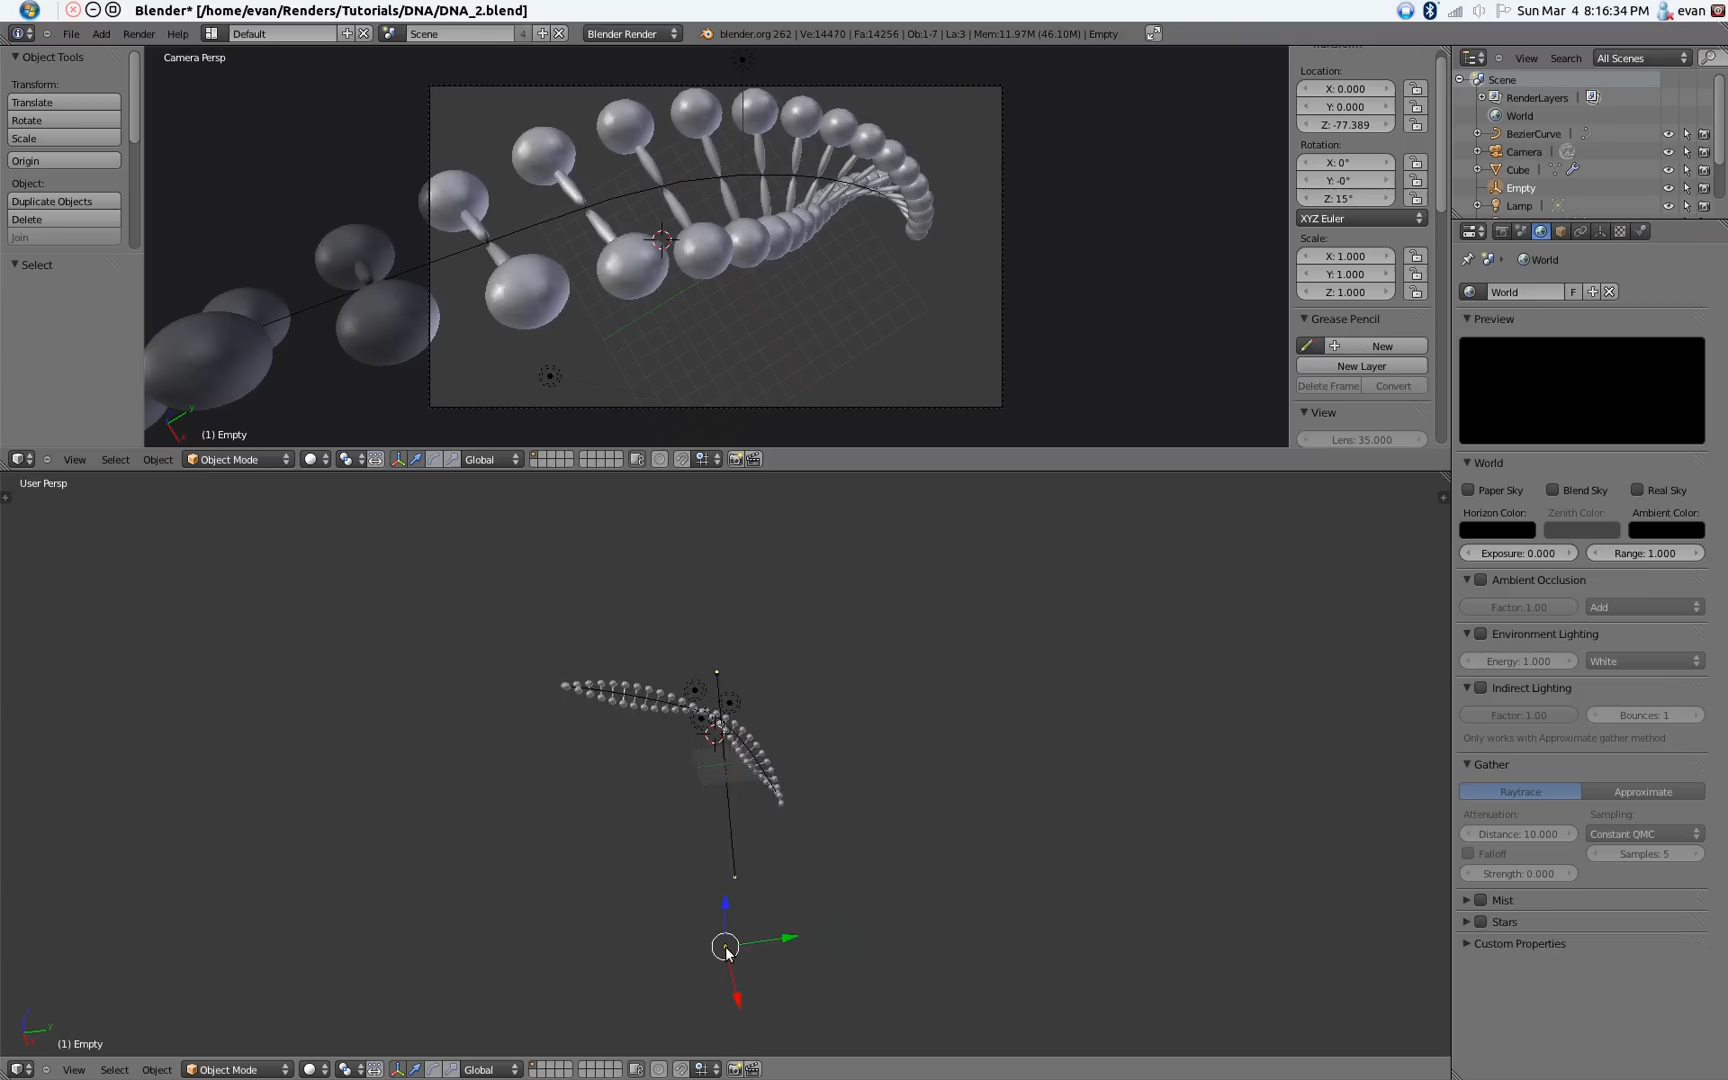 Blender* [/home/evan/Renders/Tutorials/DNA/DNA_2.blend]
Sun Mar 4 8:16:34 PM evan
File Add Render Help Default Scene 4 Blender Render blender.org 262 | Ve:14470 | Fa:14256 | Ob:1-7 | La:3 | Mem:11.97M (46.10M) | Empty
Object Tools
Transform:
Translate
Rotate
Scale
Origin
Object:
Duplicate Objects
Delete
Join
Select
Camera Persp
(1) Empty
Location:
X: 0.000
Y: 0.000
Z: -77.389
Rotation:
X: 0°
Y: -0°
Z: 15°
XYZ Euler
Scale:
X: 1.000
Y: 1.000
Z: 1.000
Grease Pencil
New
New Layer
Delete Frame Convert
View
Lens: 35.000
View Select Object Object Mode Global
User Persp
(1) Empty
View Select Object Object Mode Global
View Search All Scenes
Scene
RenderLayers
World
BezierCurve
Camera
Cube
Empty
Lamp
World
World F
Preview
World
Paper Sky Blend Sky Real Sky
Horizon Color: Zenith Color: Ambient Color:
Exposure: 0.000 Range: 1.000
Ambient Occlusion
Factor: 1.00 Add
Environment Lighting
Energy: 1.000 White
Indirect Lighting
Factor: 1.00 Bounces: 1
Only works with Approximate gather method
Gather
Raytrace Approximate
Attenuation: Sampling:
Distance: 10.000 Constant QMC
Falloff Samples: 5
Strength: 0.000
Mist
Stars
Custom Properties